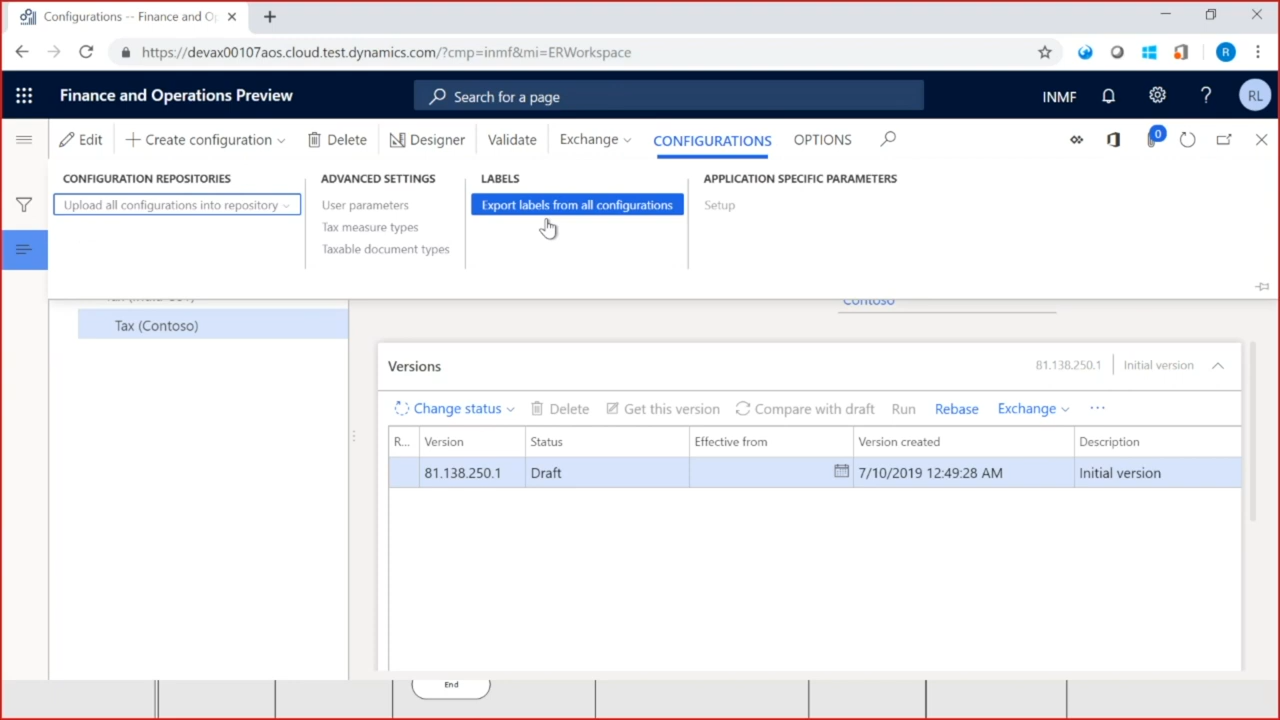 Configurations -- Finance and O
https://devax00107aos.cloud.test.dynamics.com/?cmp=inmf&mi=ERWorkspace
R
Finance and Operations Preview
Search for a page
INMF
?
RL
Edit
Create configuration
Delete
Designer
Validate
Exchange
CONFIGURATIONS
OPTIONS
0
CONFIGURATION REPOSITORIES
ADVANCED SETTINGS
LABELS
APPLICATION SPECIFIC PARAMETERS
Upload all configurations into repository
User parameters
Export labels from all configurations
Setup
Tax measure types
Taxable document types
Contoso
Tax (Contoso)
Versions
81.138.250.1
Initial version
Change status
Delete
Get this version
Compare with draft
Run
Rebase
Exchange
···
R...
Version
Status
Effective from
Version created
Description
81.138.250.1
Draft
7/10/2019 12:49:28 AM
Initial version
End